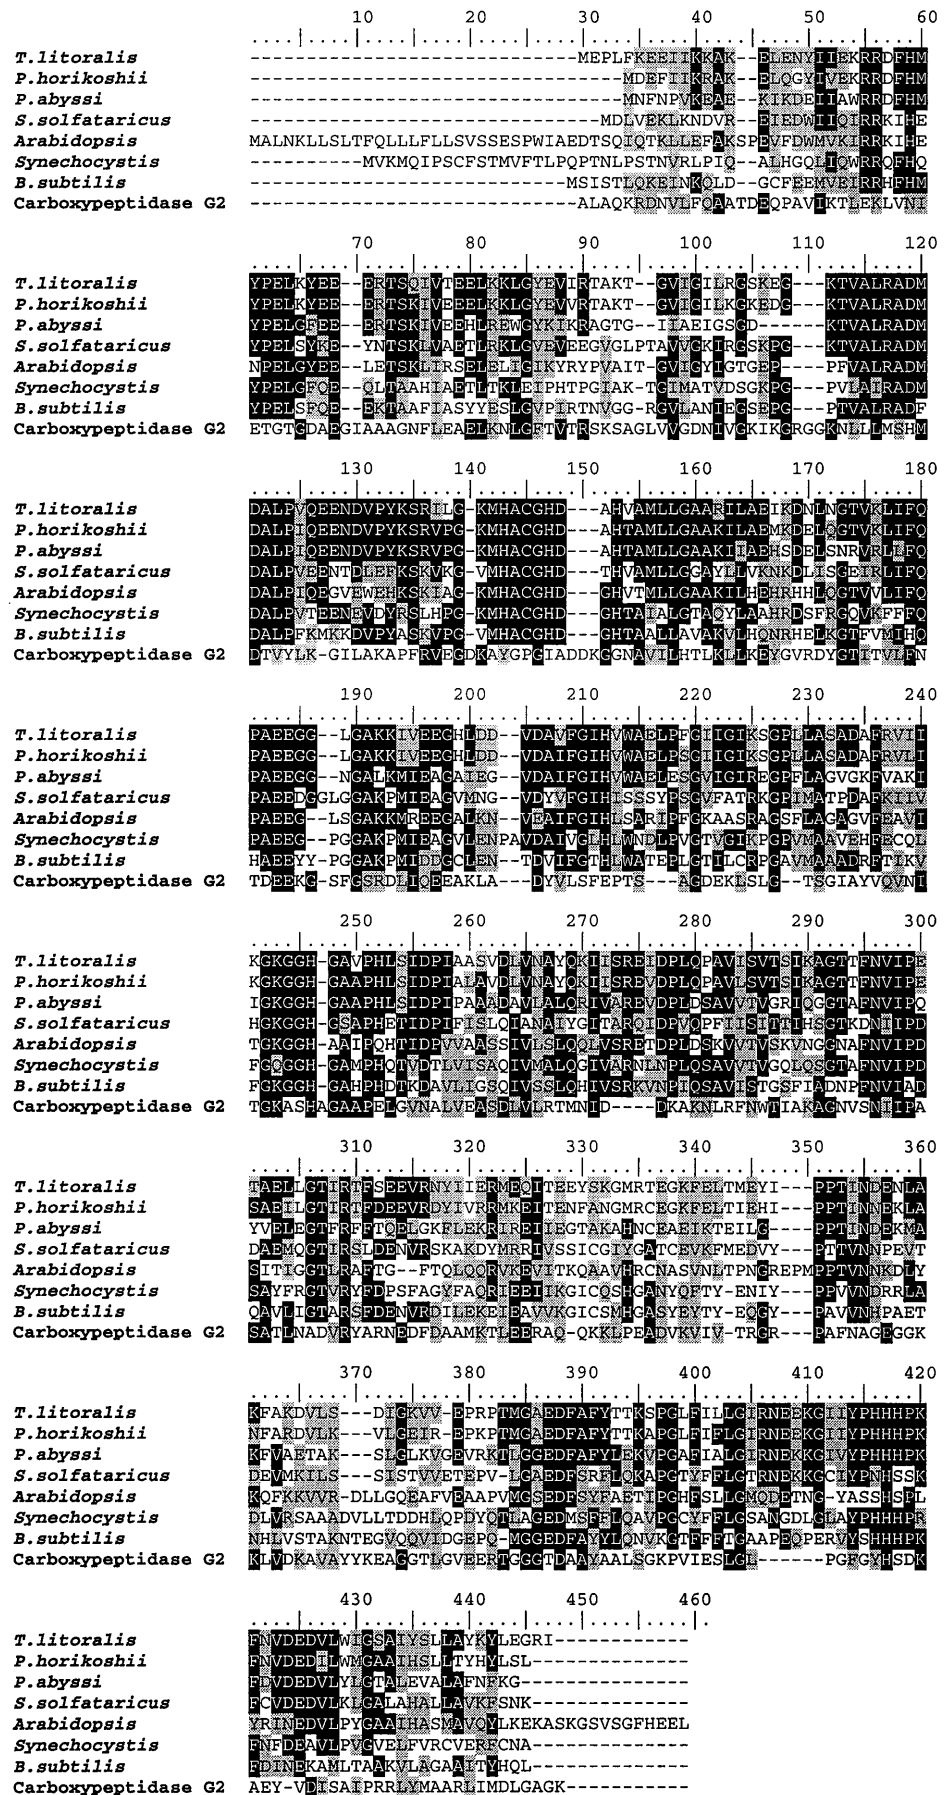 10 20 30 40 50 60
T.litoralis -----------------------------MEPLFKEEIIKKAK--ELENYIIEKRRDFHM
P.horikoshii ---------------------------------MDEFIIKRAK--ELQGYIVEKRRDFHM
P.abyssi ---------------------------------MNFNPVKEAE--KIKDEIIAWRRDFHM
S.solfataricus -------------------------------MDLVEKLKNDVR--EIEDWIIQIRRKIHE
Arabidopsis MALNKLLSLTFQLLLFLLSVSSESPWIAEDTSQIQTKLLEFAKSPEVFDWMVKIRRKIHE
Synechocystis ----------MVKMQIPSCFSTMVFTLPQPTNLPSTNVRLPIQ--ALHGQLIQWRRQFHQ
B.subtilis ----------------------------MSISTLQKEINKQLD--GCFEEMVEIRRHFHM
Carboxypeptidase G2 -----------------------------ALAQKRDNVLFQAATDEQPAVIKTLEKLVNI
70 80 90 100 110 120
T.litoralis YPELKYEE--ERTSQIVTEELKKLGYEVIRTAKT--GVIGILRGSKEG--KTVALRADM
P.horikoshii YPELKYEE--ERTSKIVEEELKKLGYEVVRTAKT--GVIGILKGKEDG--KTVALRADM
P.abyssi YPELGFEE--ERTSKIVEEHLREWGYKIKRAGTG--IIAEIGSGD-----KTVALRADM
S.solfataricus YPELSYKE--YNTSKLVAETLRKLGVEVEEGVGLPTAVVGKIRGSKPG--KTVALRADM
Arabidopsis NPELGYEE--LETSKLIRSELELIGIKYRYPVAIT-GVIGYIGTGEP---PFVALRADM
Synechocystis YPELGFQE--QLTAAHIAETLTKLEIPHTPGIAK-TGIMATVDSGKPG--PVLAIRADM
B.subtilis YPELSFQE--EKTAAFIASYYESLGVPIRTNVGG-RGVLANIEGSEPG--PTVALRADF
Carboxypeptidase G2 ETGTGDAEGIAAAGNFLEAELKNLGFTVTRSKSAGLVVGDNIVGKIKGRGGKNLLLMSHM
130 140 150 160 170 180
T.litoralis DALPVQEENDVPYKSRILG-KMHACGHD---AHVAMLLGAARILAEIKDNLNGTVKLIFQ
P.horikoshii DALPIQEENDVPYKSRVPG-KMHACGHD---AHTAMLLGAAKILAEMKDELQGTVKLIFQ
P.abyssi DALPIQEENDVPYKSRVPG-KMHACGHD---AHTAMLLGAAKIIAEHSDELSNRVRLIFQ
S.solfataricus DALPVEENTDLEFKSKVKG-VMHACGHD---THVAMLLGGAYLLVKNKDLISGEIRLIFQ
Arabidopsis DALPIQEGVEWEHKSKIAG-KMHACGHD---GHVTMLLGAAKILHEHRHHLQGTVVLIFQ
Synechocystis DALPVTEENEVDYRSLHPG-KMHACGHD---GHTAIALGTAQYLAAHRDSFRGQVKFFFQ
B.subtilis DALPFKMKKDVPYASKVPG-VMHACGHD---GHTAALLAVAKVLHQNRHELKGTFVMIHQ
Carboxypeptidase G2 DTVYLK-GILAKAPFRVEGDKAYGPGIADDKGGNAVILHTLKLLKEYGVRDYGTITVLFN
190 200 210 220 230 240
T.litoralis PAEEGG--LGAKKIVEEGHLDD--VDAVFGIHVWAELPFGIIGIKSGPLLASADAFRVII
P.horikoshii PAEEGG--LGAKKIVEEGHLDD--VDAIFGIHVWAELPSGIIGIKSGPLLASADAFRVLI
P.abyssi PAEEGG--NGALKMIEAGAIEG--VDAIFGIHVWAELESGVIGIREGPFLAGVGKFVAKI
S.solfataricus PAEEDGGLGGAKPMIEAGVMNG--VDYVFGIHISSSYPSGVFATRKGPIMATPDAFKIIV
Arabidopsis PAEEG--LSGAKKMREEGALKN--VEAIFGIHLSARIPFGKAASRAGSFLAGAGVFEAVI
Synechocystis PAEEG--PGGAKPMIEAGVLENPAVDAIVGLHLWNDLPVGTVGIKPGPVMAAVEHFECQL
B.subtilis HAEEYY-PGGAKPMIDDGCLEN--TDVIFGTHLWATEPLGTILCRPGAVMAAADRFTIKV
Carboxypeptidase G2 TDEEKG-SFGSRDLIQEEAKLA--DYVLSFEPTS---AGDEKLSLG---TSGIAYVQVNI
250 260 270 280 290 300
T.litoralis KGKGGH-GAVPHLSIDPIAASVDLVNAYQKIISREIDPLQPAVISVTSIKAGTTFNVIPE
P.horikoshii KGKGGH-GAAPHLSIDPIALAVDLVNAYQKIISREVDPLQPAVLSVTSIKAGTTFNVIPE
P.abyssi IGKGGH-GAAPHLSIDPIPAAADAVLALQRIVAREVDPLDSAVVTVGRIQGGTAFNVIPQ
S.solfataricus HGKGGH-GSAPHETIDPIFISLQIANAIYGITARQIDPVQPFIISITTIHSGTKDNIIPD
Arabidopsis TGKGGH-AAIPQHTIDPVVAASSIVLSLQQLVSRETDPLDSKVVTVSKVNGGNAFNVIPD
Synechocystis FGQGGH-GAMPHQTVDTLVISAQIVMALQGIVARNLNPLQSAVVTVGQLQSGTAFNVIPD
B.subtilis FGKGGH-GAHPHDTKDAVLIGSQIVSSLQHIVSRKVNPIQSAVISTGSFIADNPFNVIAD
Carboxypeptidase G2 TGKASHAGAAPELGVNALVEASDLVLRTMNID----DKAKNLRFNWTIAKAGNVSNIIPA
310 320 330 340 350 360
T.litoralis TAELLGTIRTFSEEVRNYIIERMEQITEEYSKGMRTEGKFELTMEYI---PPTINDENLA
P.horikoshii SAEILGTIRTFDEEVRDYIVRRMKEITENFANGMRCEGKFELTIEHI---PPTINNEKLA
P.abyssi YVELEGTFRFFTQELGKFLEKRIREIIEGTAKAHNCEAEIKTEILG----PPTINDEKMA
S.solfataricus DAEMQGTIRSLDENVRSKAKDYMRRIVSSICGIYGATCEVKFMEDVY---PTTVNNPEVT
Arabidopsis SITIGGTLRAFTG--FTQLQQRVKEVITKQAAVHRCNASVNLTPNGREPMPPTVNNKDLY
Synechocystis SAYFRGTVRYFDPSFAGYFAQRIEEIIKGICQSHGANYQFTY-ENIY---PPVVNDRRLA
B.subtilis QAVLIGTARSFDENVRDILEKEIEAVVKGICSMHGASYEYTY-EQGY---PAVVNHPAET
Carboxypeptidase G2 SATLNADVRYARNEDFDAAMKTLEERAQ-QKKLPEADVKVIV-TRGR---PAFNAGEGGK
370 380 390 400 410 420
T.litoralis KFAKDVLS---DIGKVV-EPRPTMGAEDFAFYTTKSPGLFILLGIRNEEKGIIYPHHHPK
P.horikoshii NFARDVLK---VLGEIR-EPKPTMGAEDFAFYTTKAPGLFIFLGIRNEEKGIIYPHHHPK
P.abyssi KFVAETAK---SLGLKVGEVRKTLGGEDFAFYLEKVPGAFIALGIRNEKKGIVYPHHHPK
S.solfataricus DEVMKILS---SISTVVETEPV-LGAEDFSRFLQKAPGTYFFLGTRNEKKGCIYPNHSSK
Arabidopsis KQFKKVVR-DLLGQEAFVEAAPVMGSEDFSYFAETIPGHFSLLGMQDETNG-YASSHSPL
Synechocystis DLVRSAAADVLLTDDHLQPDYQTLAGEDMSFFLQAVPGCYFFLGSANGDLGLAYPHHHPR
B.subtilis NHLVSTAKNTEGVQQVIDGEPQ-MGGEDFAYYLQNVKGTFFFTGAAPEQPERVYSHHHPK
Carboxypeptidase G2 KLVDKAVAYYKEAGGTLGVEERTGGGTDAAYAALSGKPVIESLGL------PGFGYHSDK
430 440 450 460
T.litoralis FNVDEDVLWIGSAIYSLLAYKYLEGRI------------
P.horikoshii FNVDEDILWMGAAIHSLLTYHYLSL--------------
P.abyssi FDVDEDVLYLGTALEVALAFNFKG---------------
S.solfataricus FCVDEDVLKLGALAHALLAVKFSNK--------------
Arabidopsis YRINEDVLPYGAAIHASMAVQYLKEKASKGSVSGFHEEL
Synechocystis FNFDEAVLPVGVELFVRCVERFCNA--------------
B.subtilis FDINEKAMLTAAKVLAGAAITYHQL--------------
Carboxypeptidase G2 AEY-VDISAIPRRLYMAARLIMDLGAGK-----------